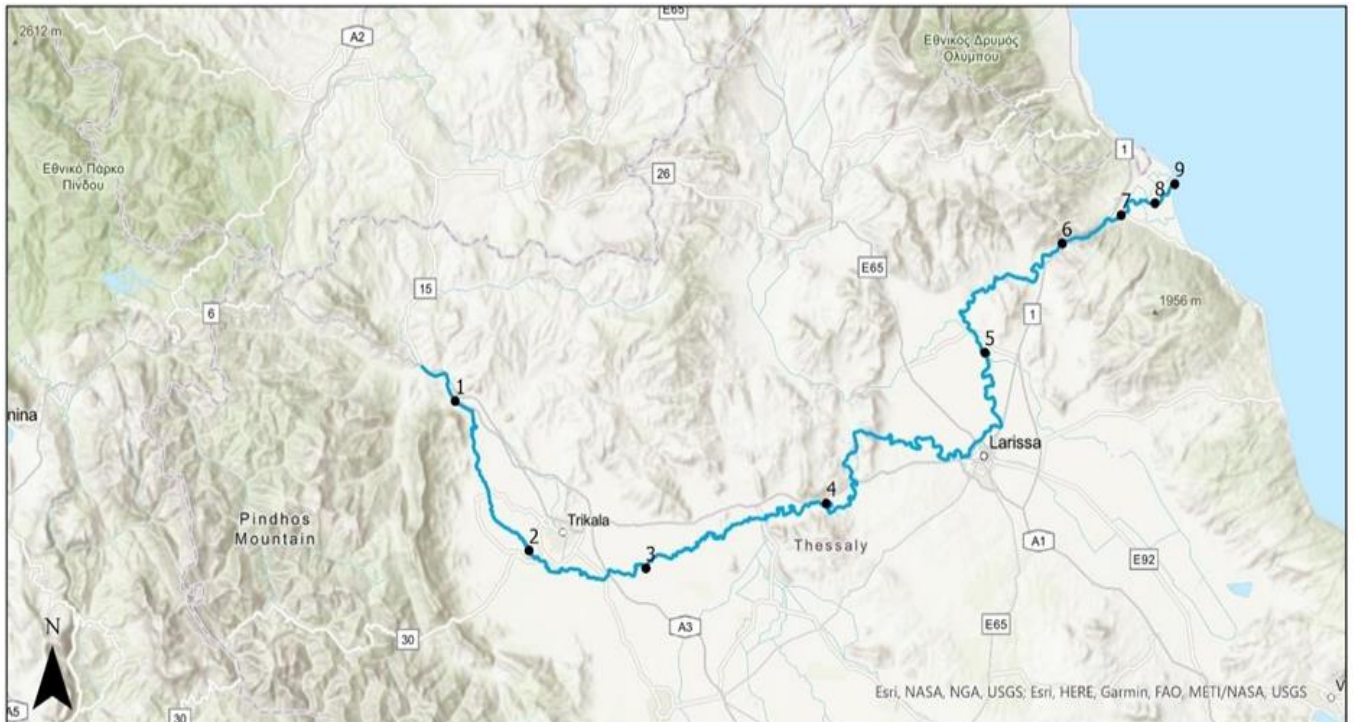 E65
2612 m
A2
Εθνικός Δρυμός
Ολύμπου
1
Εθνικό Πάρκο
Πίνδου
26
9
8
7
6
E65
15
1956 m
6
1
5
1
nina
Larissa
4
Trikala
Pindhos
Mountain
2
Thessaly
A1
3
E92
N
A3
E65
30
Esri, NASA, NGA, USGS, Esri, HERE, Garmin, FAO, METI/NASA, USGS
V
A5
30